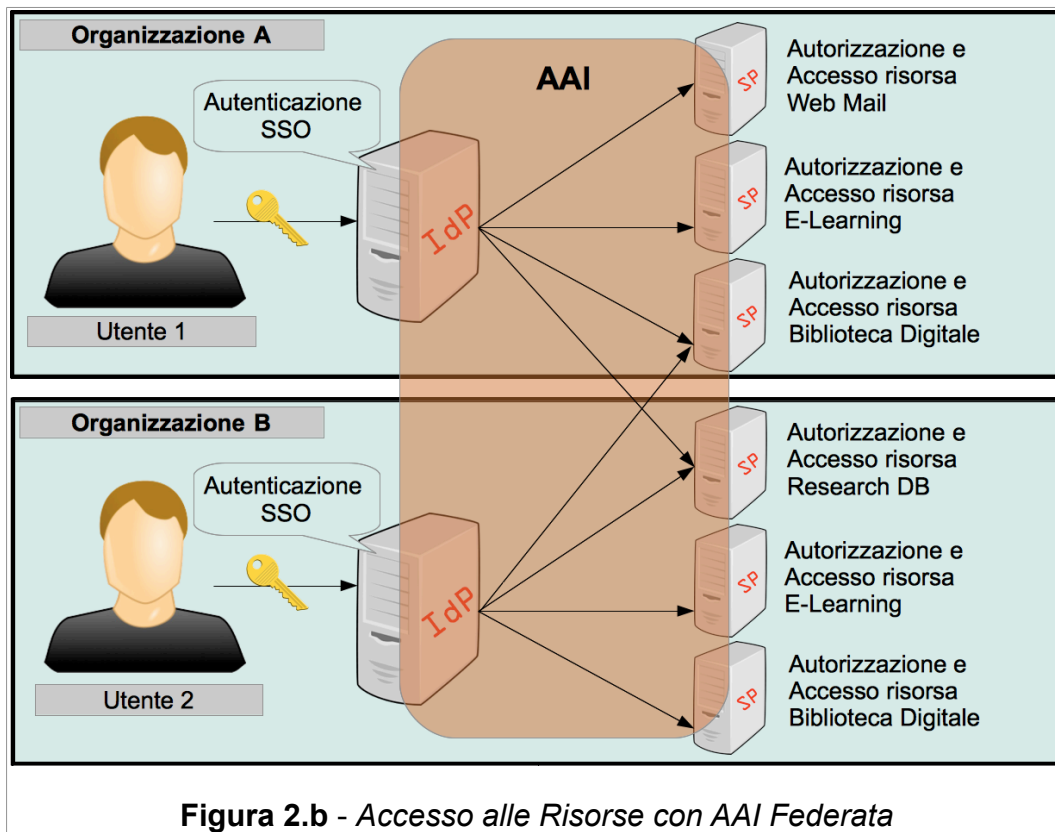 Organizzazione A
AAI
Autenticazione
SSO
IdP
Utente 1
SP
Autorizzazione e
Accesso risorsa
Web Mail
SP
Autorizzazione e
Accesso risorsa
E-Learning
SP
Autorizzazione e
Accesso risorsa
Biblioteca Digitale
Organizzazione B
Autenticazione
SSO
IdP
Utente 2
SP
Autorizzazione e
Accesso risorsa
Research DB
SP
Autorizzazione e
Accesso risorsa
E-Learning
SP
Autorizzazione e
Accesso risorsa
Biblioteca Digitale
Figura 2.b - Accesso alle Risorse con AAI Federata